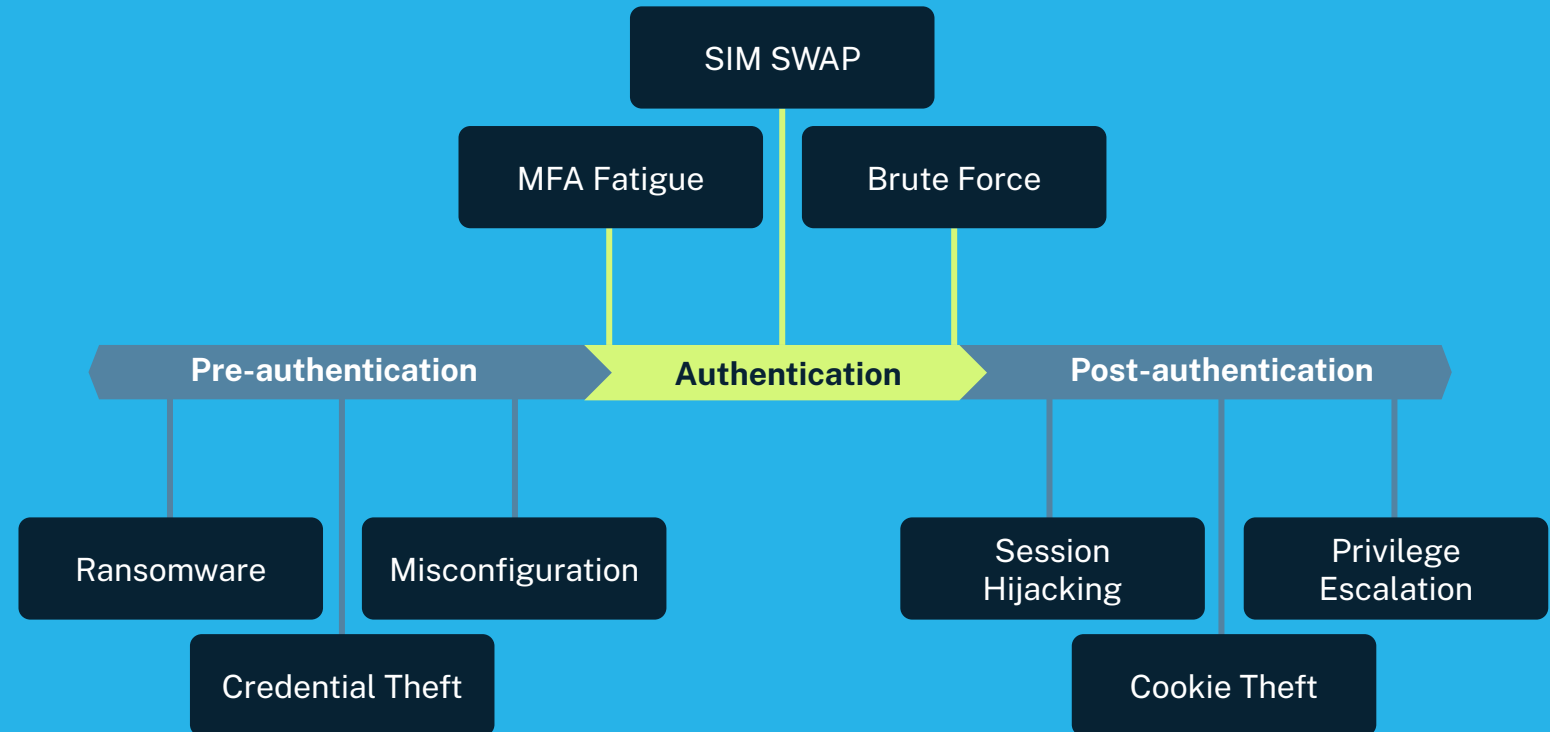 SIM SWAP
MFA Fatigue
Brute Force
Pre-authentication
Authentication
Post-authentication
Ransomware
Misconfiguration
Session
Hijacking
Privilege
Escalation
Credential Theft
Cookie Theft